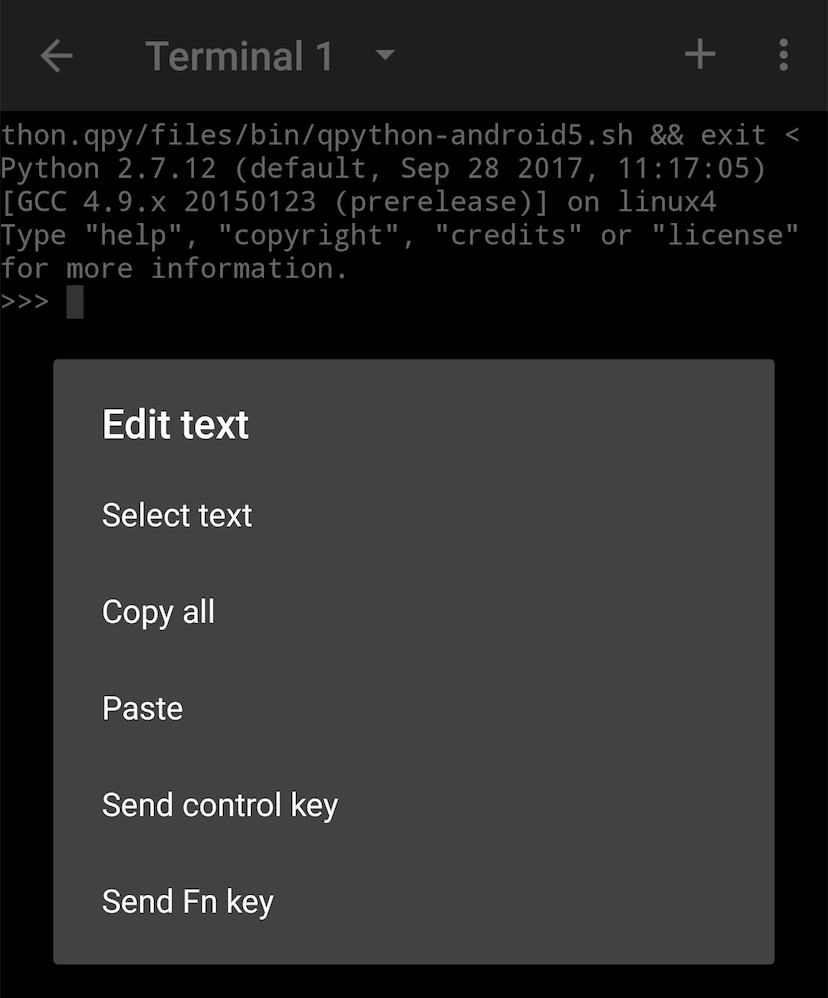 Terminal 1
thon.qpy/files/bin/qpython-android5.sh && exit <
Python 2.7.12 (default, Sep 28 2017, 11:17:05)
[GCC 4.9.x 20150123 (prerelease)] on linux4
Type "help", "copyright", "credits" or "license"
for more information.
>>>
Edit text
Select text
Copy all
Paste
Send control key
Send Fn key